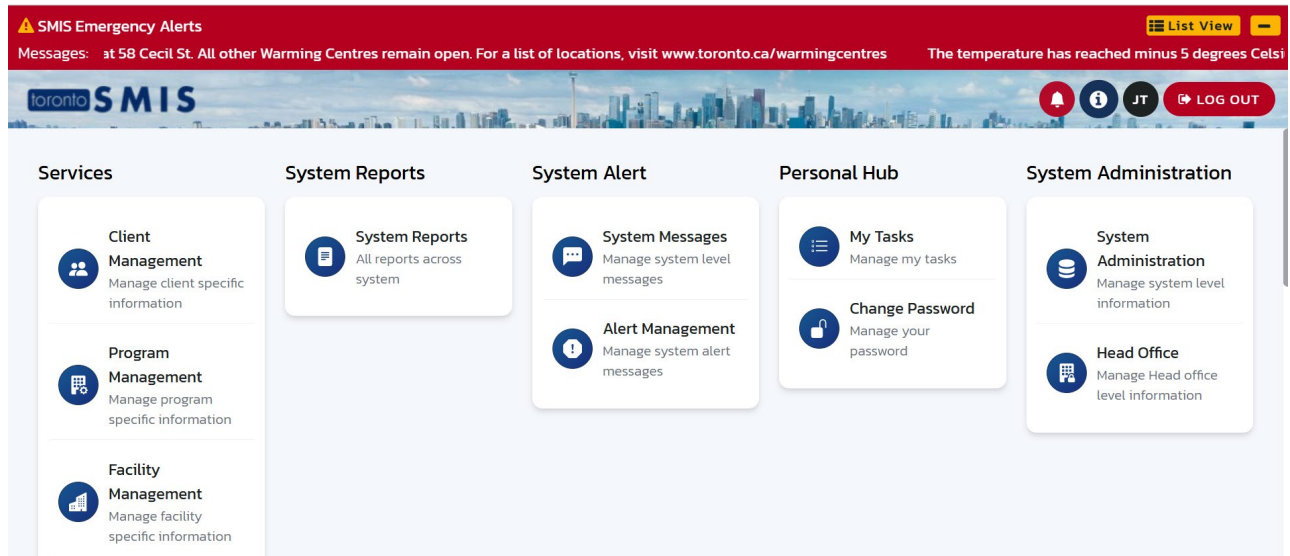 SMIS Emergency Alerts
List View
Messages: at 58 Cecil St. All other Warming Centres remain open. For a list of locations, visit www.toronto.ca/warmingcentres The temperature has reached minus 5 degrees
toronto SMIS
JT
LOG OUT
Services
Client
Management
Manage client specific
information
Program
Management
Manage program
specific information
Facility
Management
Manage facility
specific information
System Reports
System Reports
All reports across
system
System Alert
System Messages
Manage system level
messages
Alert Management
Manage system alert
messages
Personal Hub
My Tasks
Manage my tasks
Change Password
Manage your
password
System Administration
System
Administration
Manage system level
information
Head Office
Manage Head office
level information